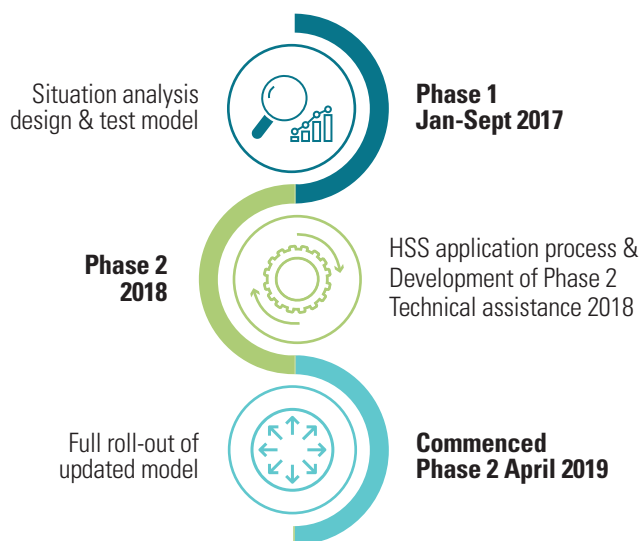 Situation analysis
design & test model
Phase 1
Jan-Sept 2017
Phase 2
2018
HSS application process &
Development of Phase 2
Technical assistance 2018
Full roll-out of
updated model
Commenced
Phase 2 April 2019